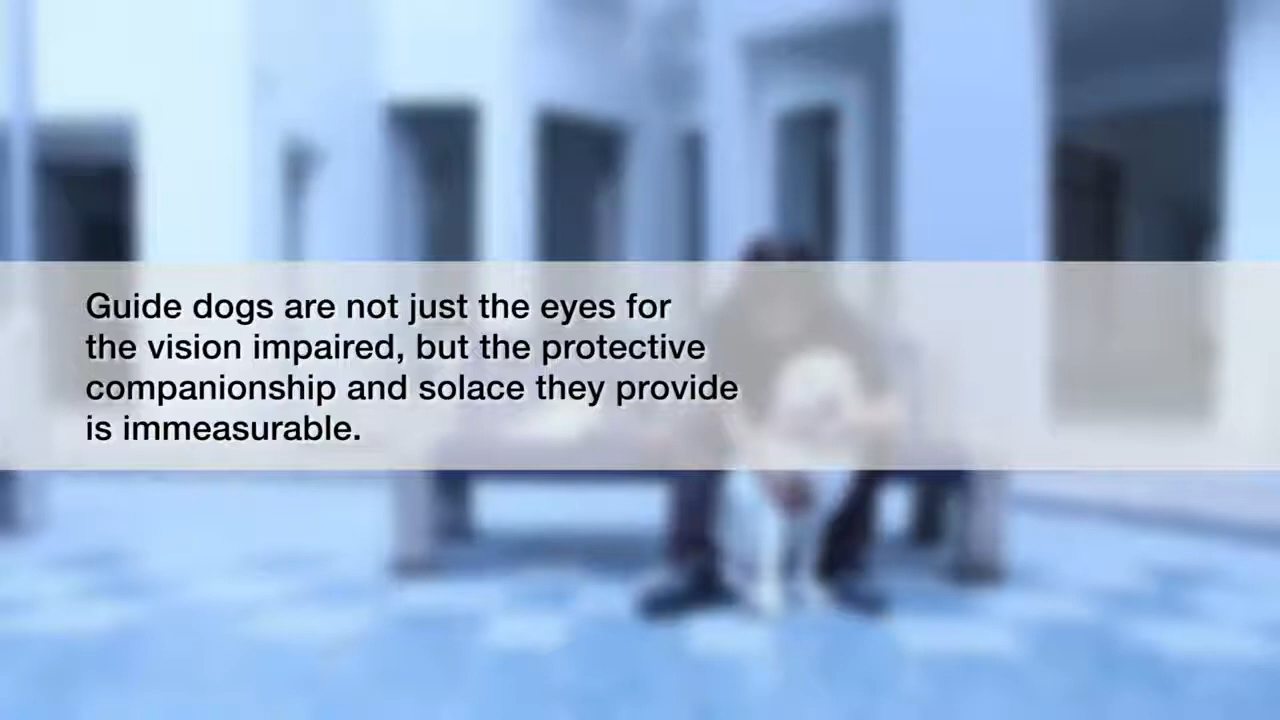 Guide dogs are not just the eyes for
the vision impaired, but the protective
companionship and solace they provide
is immeasurable.